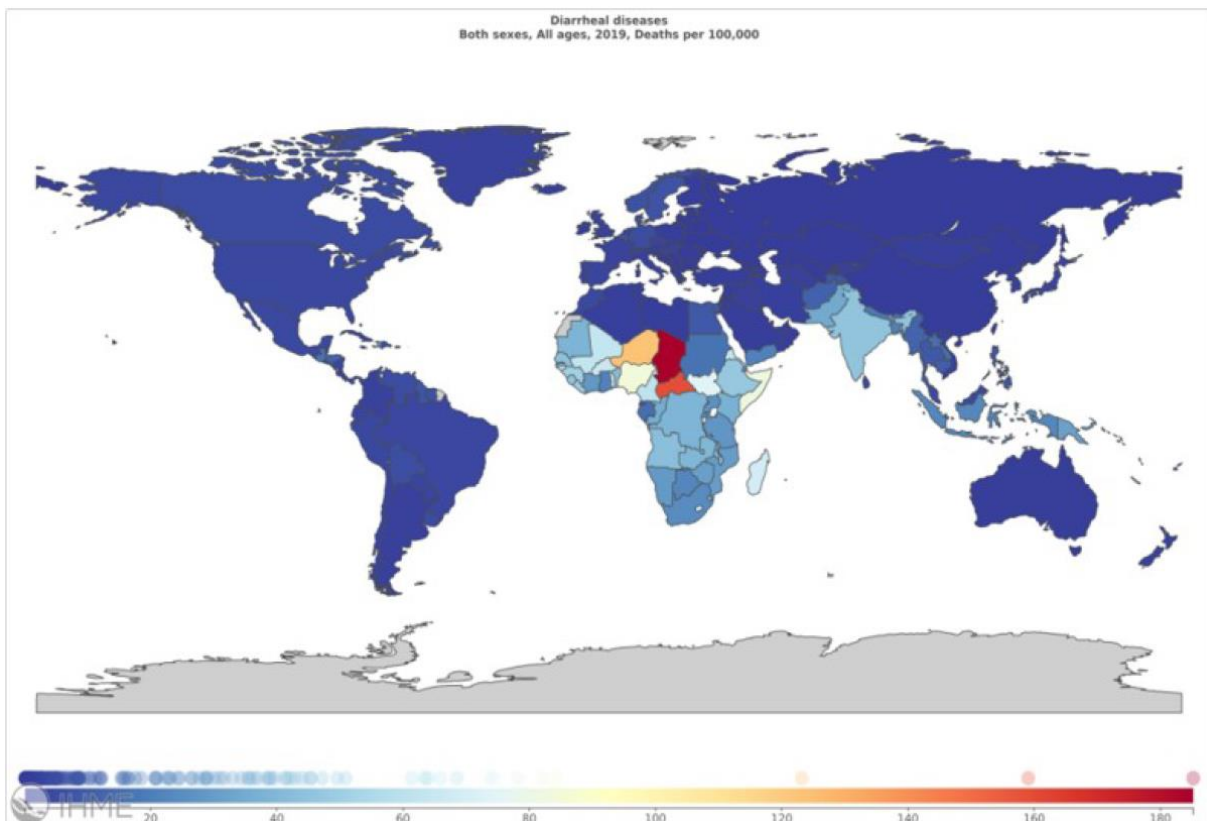 Diarrheal diseases
Both sexes, All ages, 2019, Deaths per 100,000
IHME
20 40 60 80 100 120 140 160 180